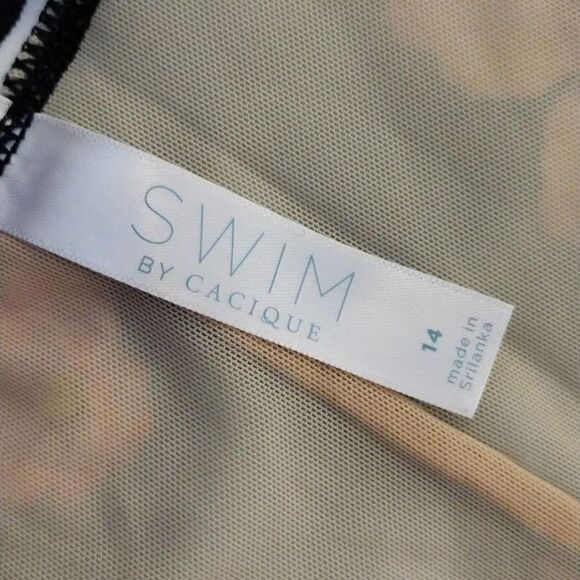 SWIM
BY CACIQUE
14
made in
Srilanka